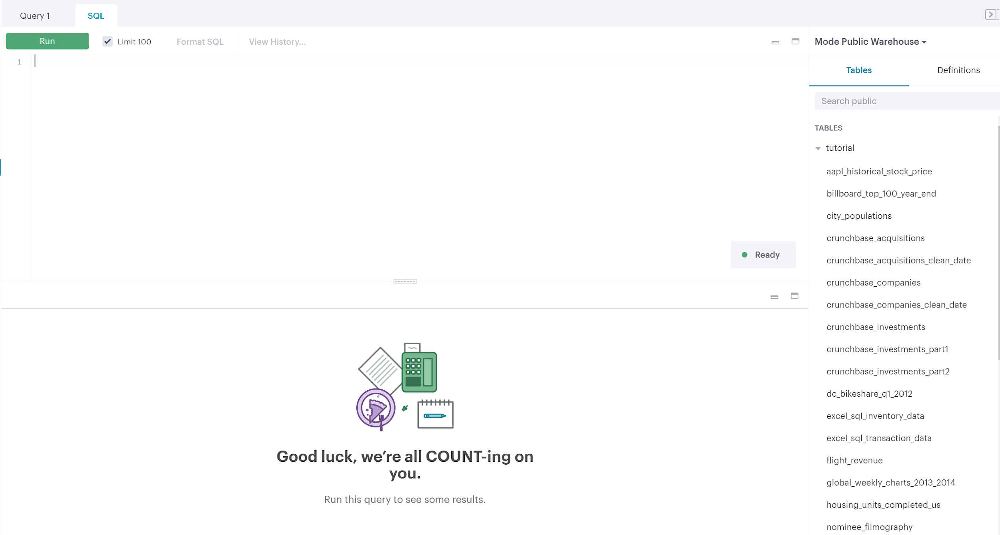 Query 1
SQL
Run
Limit 100
Format SQL
View History...
1
Ready
Good luck, we’re all COUNT-ing on
you.
Run this query to see some results.
Mode Public Warehouse
Tables
Definitions
Search public
TABLES
tutorial
aapl_historical_stock_price
billboard_top_100_year_end
city_populations
crunchbase_acquisitions
crunchbase_acquisitions_clean_date
crunchbase_companies
crunchbase_companies_clean_date
crunchbase_investments
crunchbase_investments_part1
crunchbase_investments_part2
dc_bikeshare_q1_2012
excel_sql_inventory_data
excel_sql_transaction_data
flight_revenue
global_weekly_charts_2013_2014
housing_units_completed_us
nominee_filmography